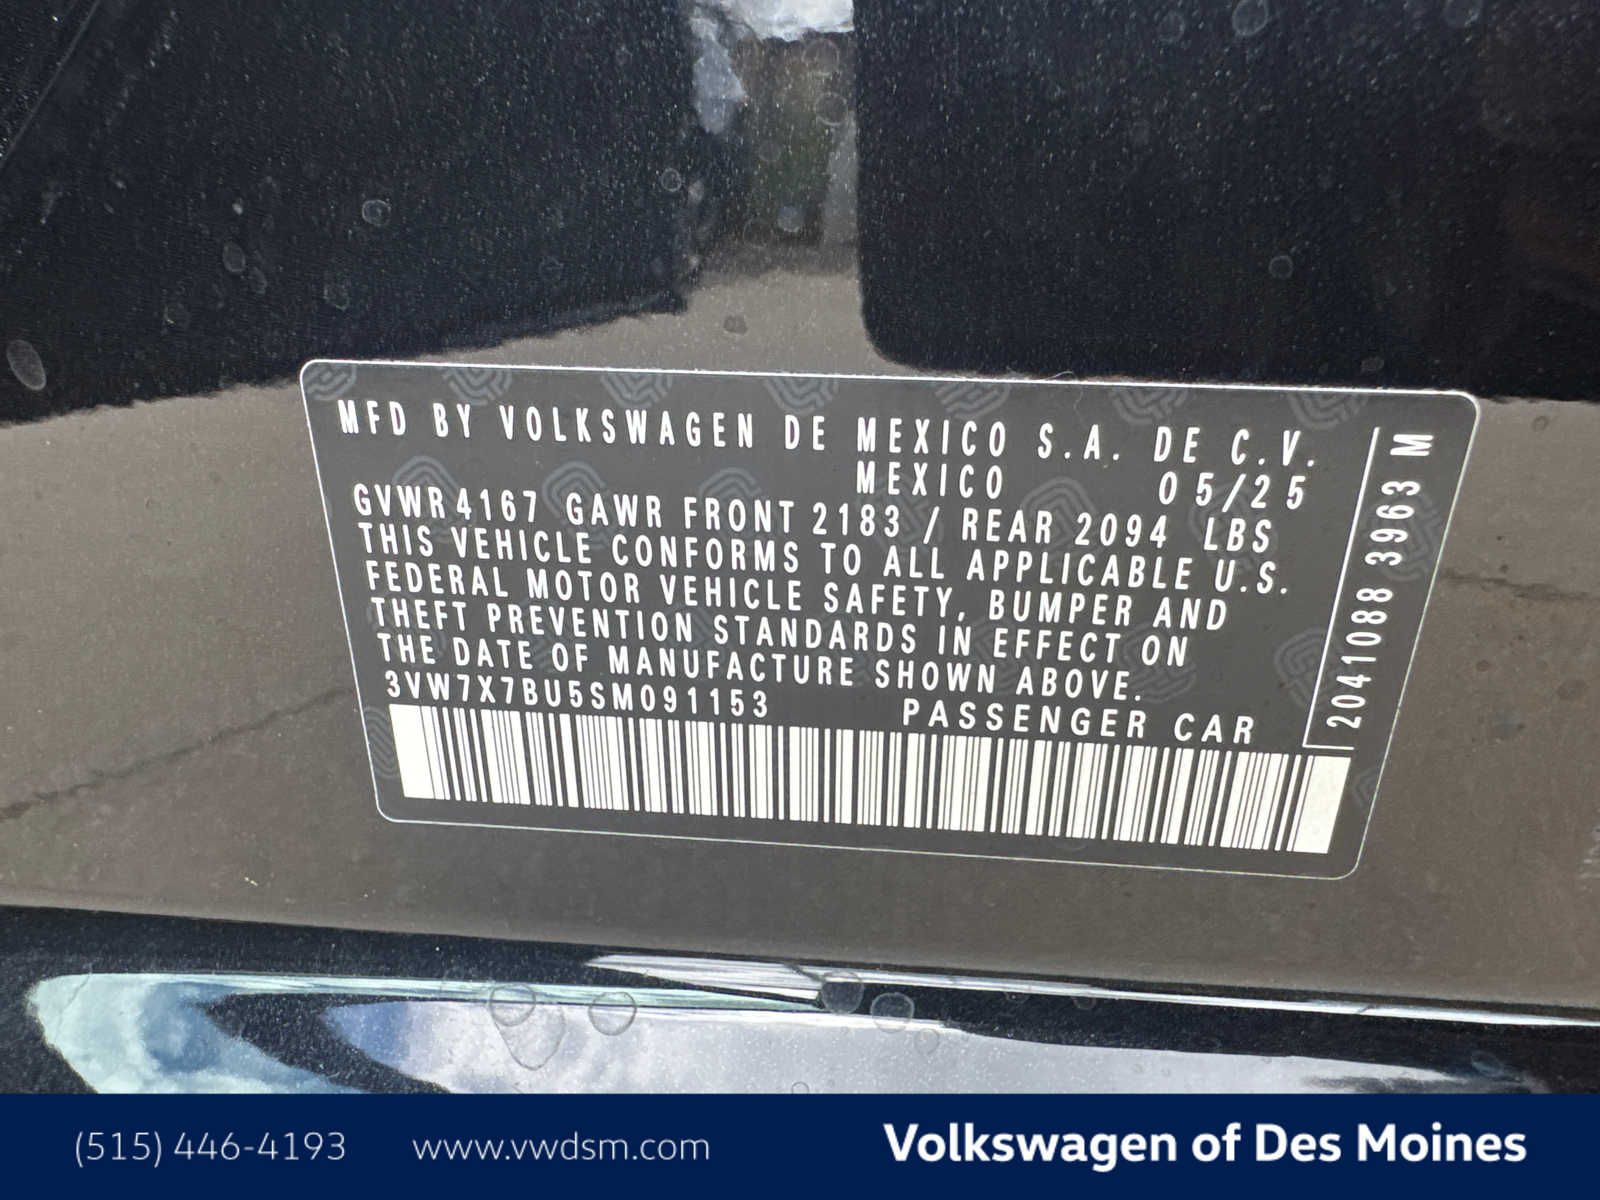 MFD BY VOLKSWAGEN DE MEXICO S.A. DE C.V.
MEXICO 05/25
GVWR 4167 GAWR FRONT 2183 / REAR 2094 LBS
THIS VEHICLE CONFORMS TO ALL APPLICABLE U.S.
FEDERAL MOTOR VEHICLE SAFETY, BUMPER AND
THEFT PREVENTION STANDARDS IN EFFECT ON
THE DATE OF MANUFACTURE SHOWN ABOVE.
3VW7X7BU5SM091153 PASSENGER CAR
2041088 3963 M
(515) 446-4193 www.vwdsm.com Volkswagen of Des Moines